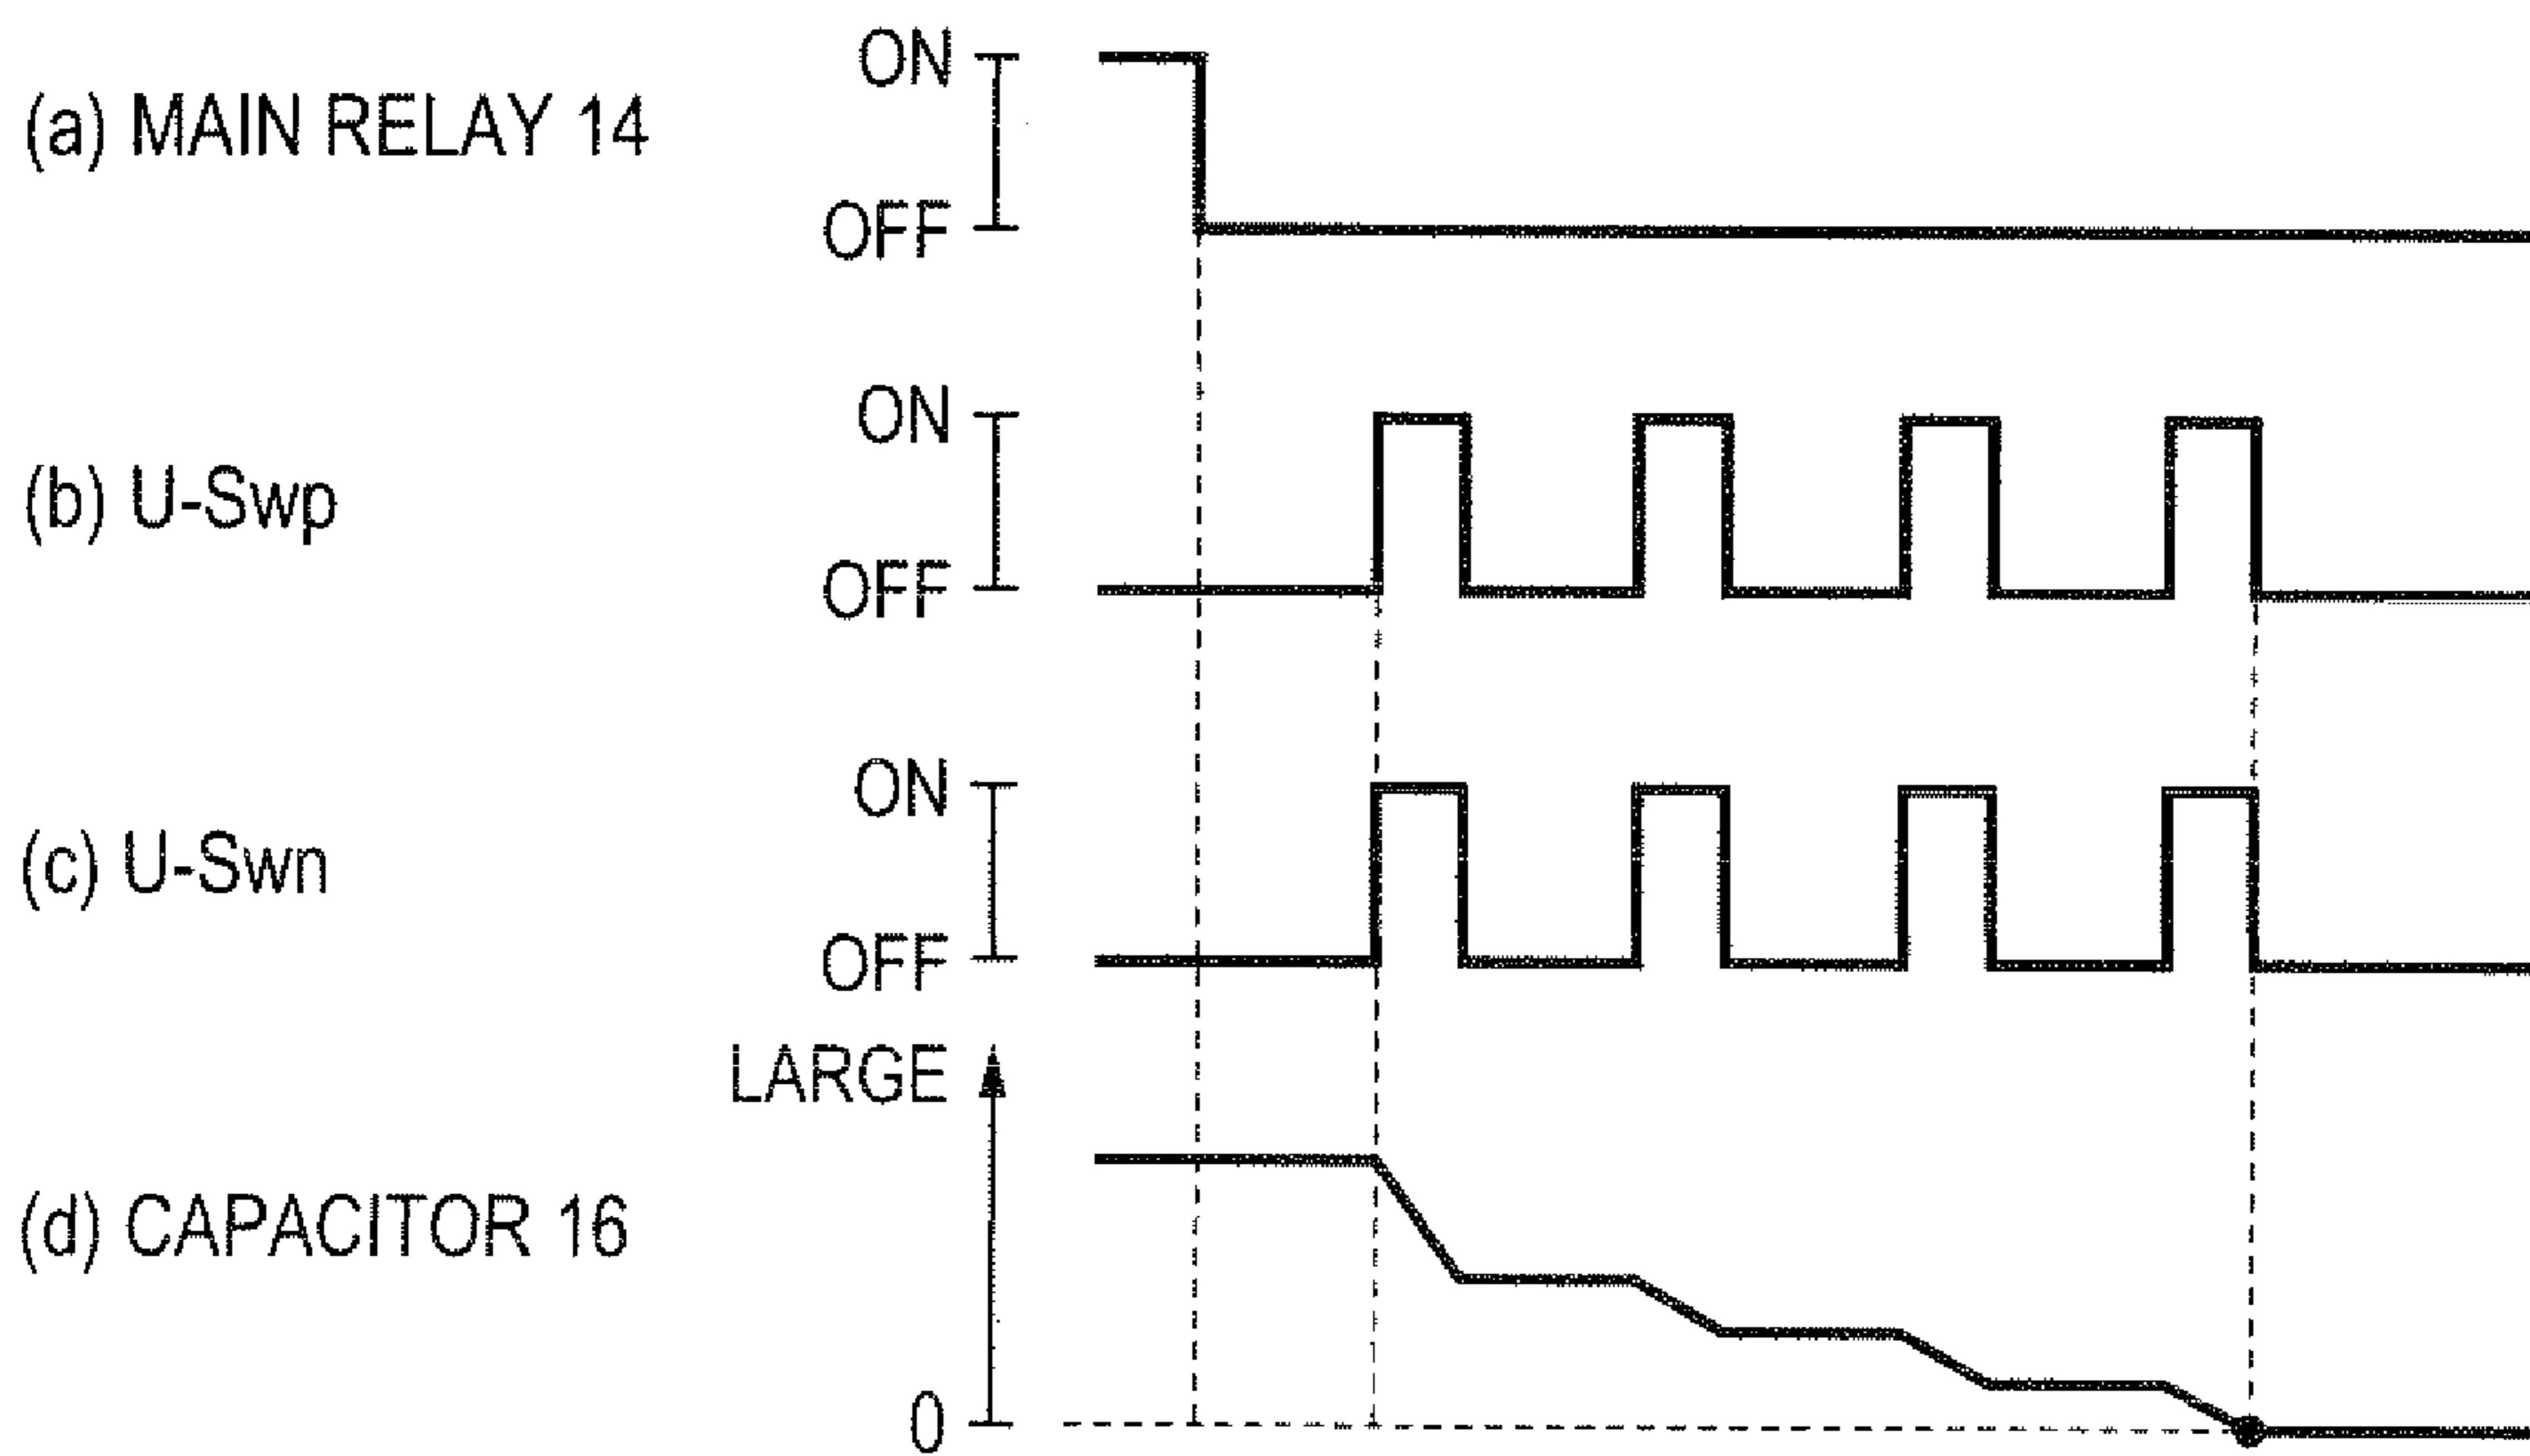 (a) MAIN RELAY 14
ON
OFF
(b) U-Swp
ON
OFF
(c) U-Swn
ON
OFF
(d) CAPACITOR 16
LARGE
0